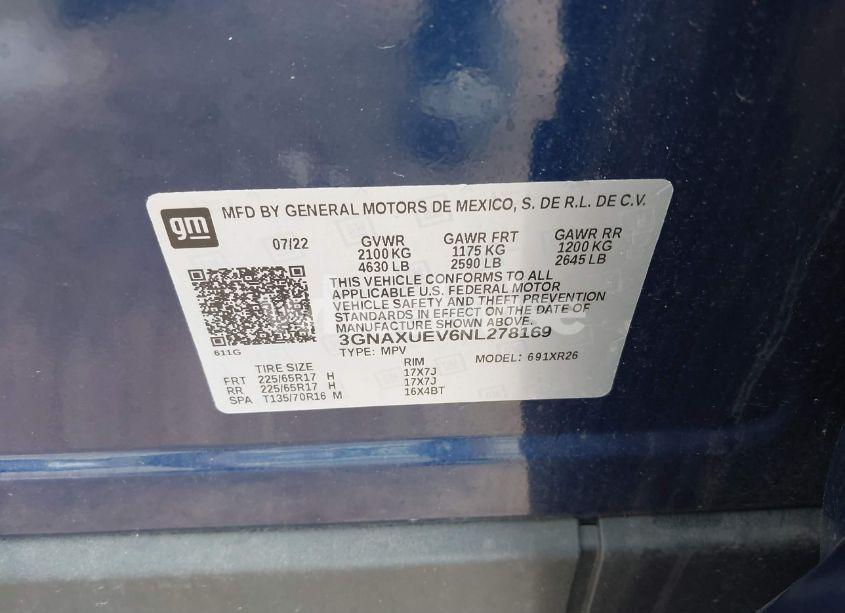 gm
MFD BY GENERAL MOTORS DE MEXICO, S. DE R.L. DE C.V.
07/22 GVWR GAWR FRT GAWR RR
2100 KG 1175 KG 1200 KG
4630 LB 2590 LB 2645 LB
THIS VEHICLE CONFORMS TO ALL
APPLICABLE U.S. FEDERAL MOTOR
VEHICLE SAFETY AND THEFT PREVENTION
STANDARDS IN EFFECT ON THE DATE OF
MANUFACTURE SHOWN ABOVE.
3GNAXUEV6NL278169
611G
TYPE: MPV MODEL: 691XR26
TIRE SIZE RIM
FRT 225/65R17 H 17X7J
RR 225/65R17 H 17X7J
SPA T135/70R16 M 16X4BT